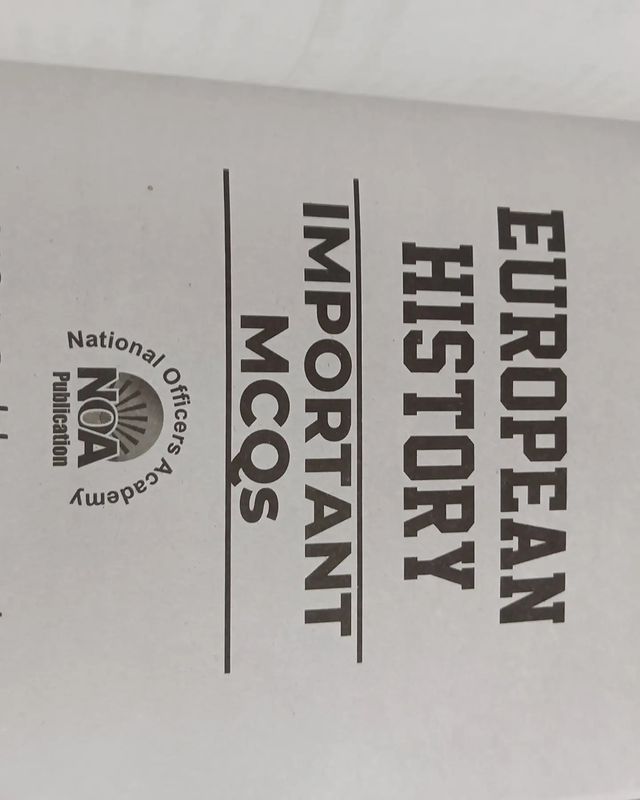 EUROPEAN
HISTORY
IMPORTANT
MCQs
National Officers Academy
NOA
Publication